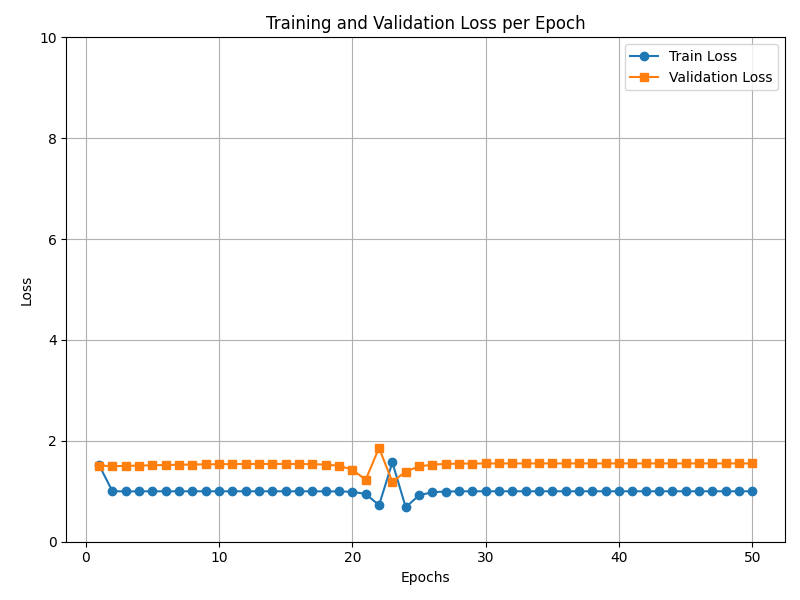 Training and Validation Loss per Epoch
Train Loss
Validation Loss
10
8
6
4
2
0
Loss
0 10 20 30 40 50
Epochs